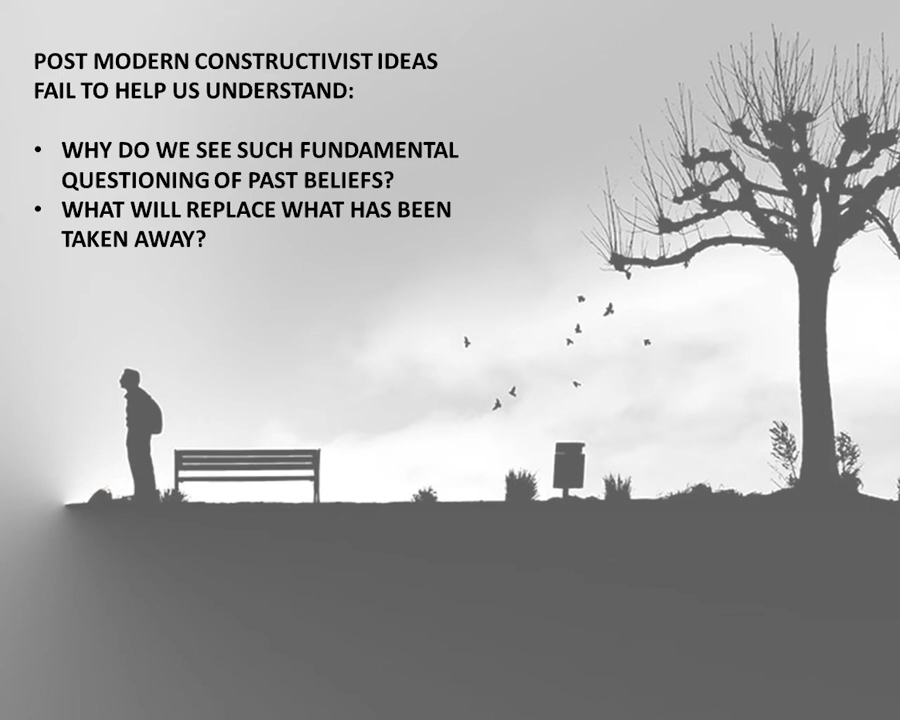 POST MODERN CONSTRUCTIVIST IDEAS
FAIL TO HELP US UNDERSTAND:
• WHY DO WE SEE SUCH FUNDAMENTAL
QUESTIONING OF PAST BELIEFS?
• WHAT WILL REPLACE WHAT HAS BEEN
TAKEN AWAY?